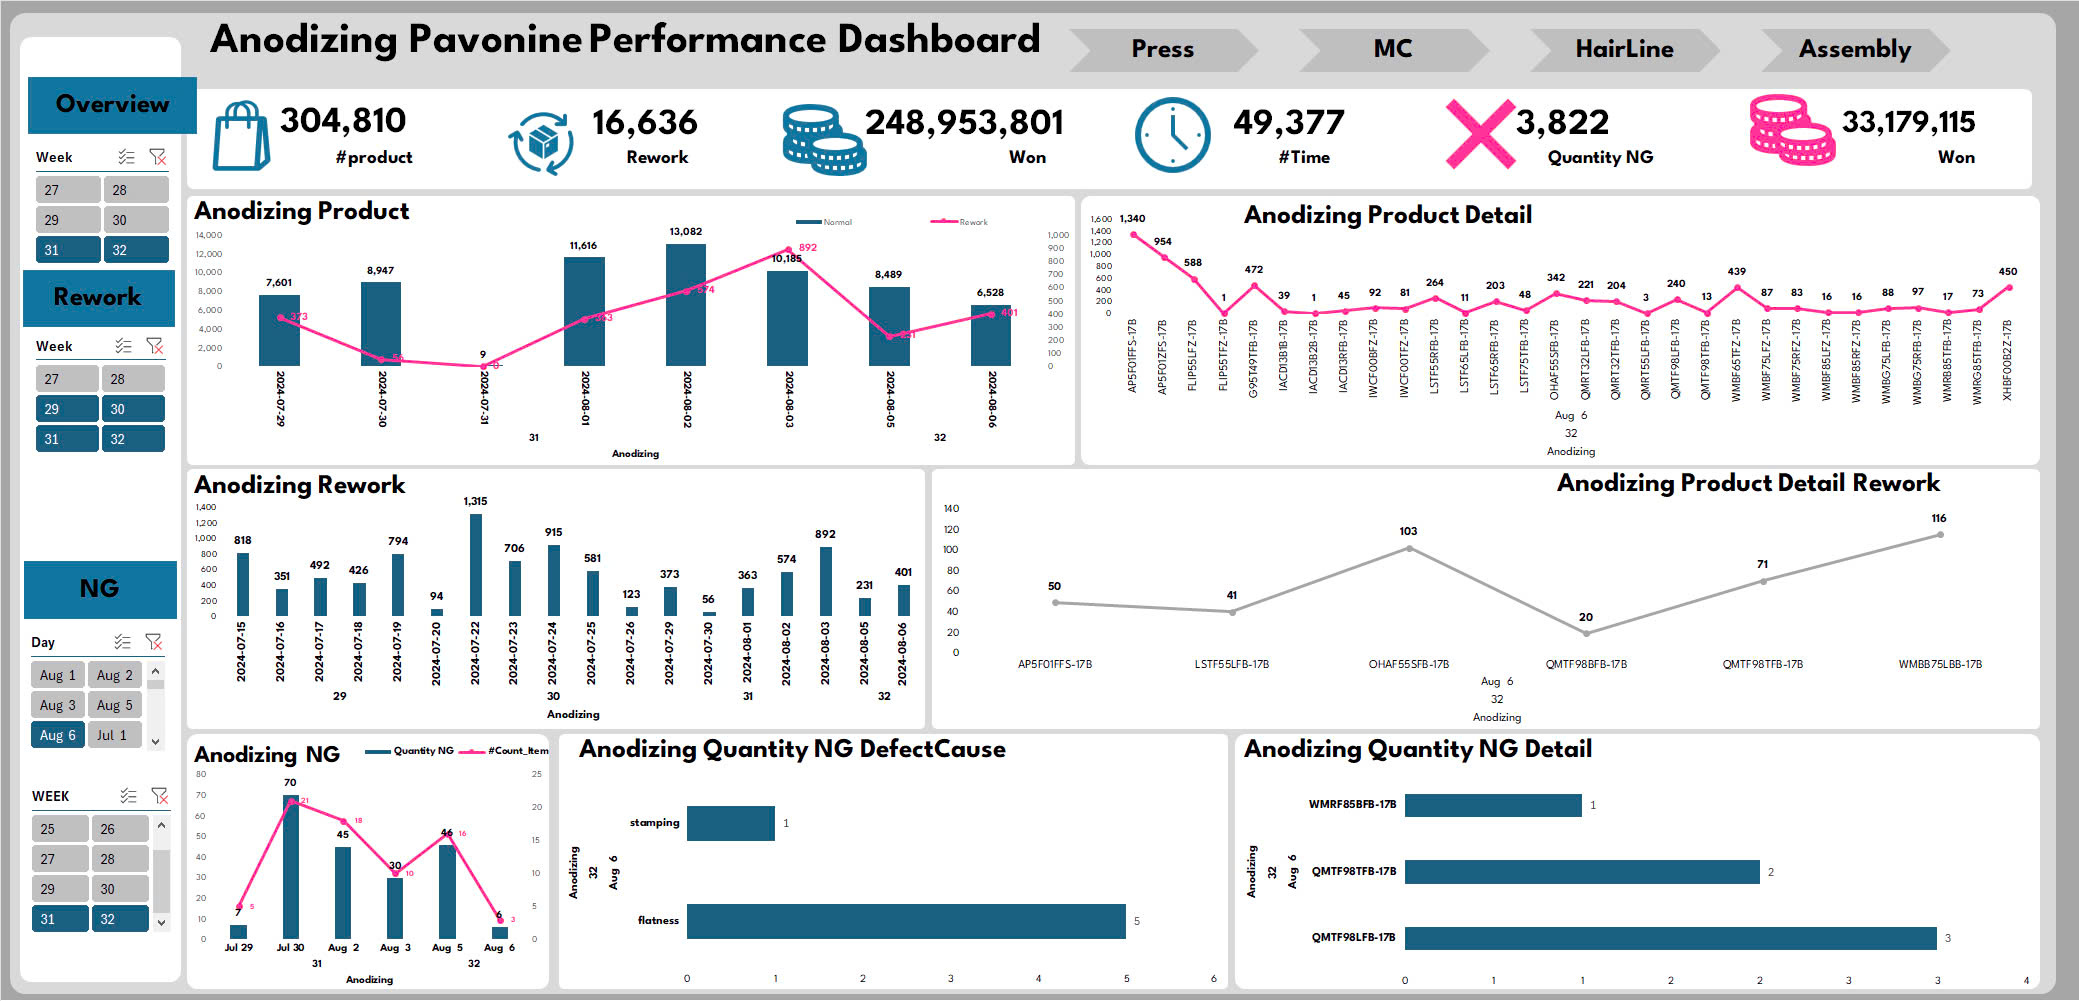 Anodizing Pavonine Performance Dashboard
Press
MC
HairLine
Assembly
Overview
304,810
#product
16,636
Rework
248,953,801
Won
49,377
#Time
3,822
Quantity NG
33,179,115
Won
Week
27 28
29 30
31 32
Rework
Week
27 28
29 30
31 32
NG
Day
Aug 1 Aug 2
Aug 3 Aug 5
Aug 6 Jul 1
WEEK
25 26
27 28
29 30
31 32
Anodizing Product
Normal Rework
14,000
12,000
10,000
8,000
6,000
4,000
2,000
0
7,601 8,947 9 11,616 13,082 10,185 8,489 6,528
373 56 0 363 574 892 231 401
1,000
900
800
700
600
500
400
300
200
100
0
2024-07-29 2024-07-30 2024-07-31 2024-08-01 2024-08-02 2024-08-03 2024-08-05 2024-08-06
31 32
Anodizing
Anodizing Product Detail
1,600
1,400
1,200
1,000
800
600
400
200
0
1,340 954 588 1 472 39 1 45 92 81 264 11 203 48 342 221 204 3 240 13 439 87 83 16 16 88 97 17 73 450
AP5F01FFS-17B AP5F01ZFS-17B FLIP55LFZ-17B FLIP55TFZ-17B G95T49TFB-17B IACD13B1B-17B IACD13B2B-17B IACD13RFB-17B IWCF00BFZ-17B IWCF00TFZ-17B LSTF55RFB-17B LSTF65LFB-17B LSTF65RFB-17B LSTF75TFB-17B OHAF55SFB-17B QMRT32LFB-17B QMRT32TFB-17B QMRT55LFB-17B QMTF98LFB-17B QMTF98TFB-17B WMBF65TFZ-17B WMBF75LFZ-17B WMBF75RFZ-17B WMBF85LFZ-17B WMBF85RFZ-17B WMBG75LFB-17B WMBG75RFB-17B WMRB85TFB-17B WMRG85TFB-17B XHBF00B2Z-17B
Aug 6
32
Anodizing
Anodizing Rework
1,400
1,200
1,000
800
600
400
200
0
818 351 492 426 794 94 1,315 706 915 581 123 373 56 363 574 892 231 401
2024-07-15 2024-07-16 2024-07-17 2024-07-18 2024-07-19 2024-07-20 2024-07-22 2024-07-23 2024-07-24 2024-07-25 2024-07-26 2024-07-29 2024-07-30 2024-08-01 2024-08-02 2024-08-03 2024-08-05 2024-08-06
29 30 31 32
Anodizing
Anodizing Product Detail Rework
140
120
100
80
60
40
20
0
50 41 103 20 71 116
AP5F01FFS-17B LSTF55LFB-17B OHAF55SFB-17B QMTF98BFB-17B QMTF98TFB-17B WMBB75LBB-17B
Aug 6
32
Anodizing
Anodizing NG
Quantity NG #Count_Item
80
70
60
50
40
30
20
10
0
7 70 45 30 46 6
5 21 18 10 16 3
25
20
15
10
5
0
Jul 29 Jul 30 Aug 2 Aug 3 Aug 5 Aug 6
31 32
Anodizing
Anodizing Quantity NG DefectCause
Anodizing
32
Aug 6
stamping 1
flatness 5
0 1 2 3 4 5 6
Anodizing Quantity NG Detail
Anodizing
32
Aug 6
WMRF85BFB-17B 1
QMTF98TFB-17B 2
QMTF98LFB-17B 3
0 1 1 2 2 3 3 4